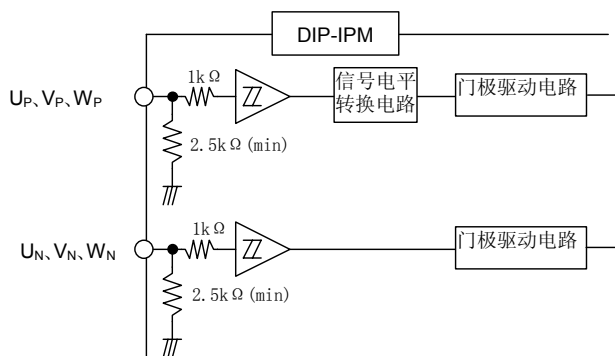 DIP-IPM
1kΩ
信号电平
转换电路
门极驱动电路
UP、VP、WP
2.5kΩ(min)
1kΩ
门极驱动电路
UN、VN、WN
2.5kΩ(min)